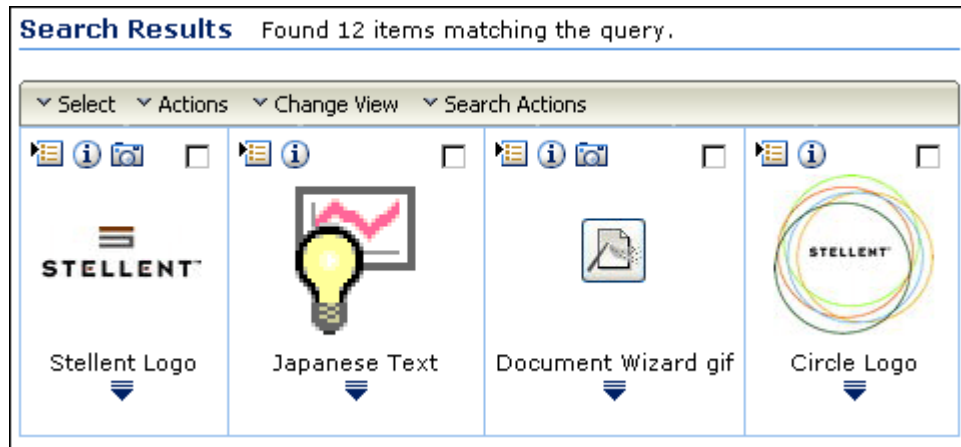 Search Results Found 12 items matching the query.
Select Actions Change View Search Actions
STELLENT
STELLENT
Stellent Logo Japanese Text Document Wizard gif Circle Logo